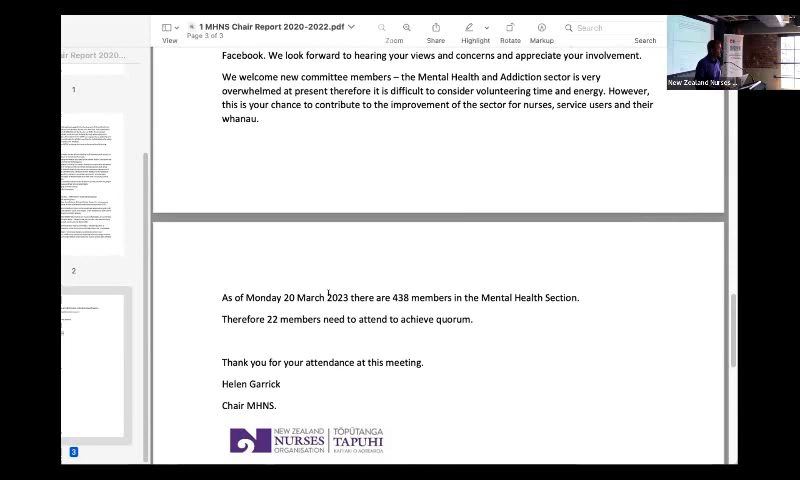 1 MHNS Chair Report 2020-2022.pdf
Page 3 of 3
View
Zoom
Share
Highlight
Rotate
Markup
Search
Search
air Report 2020...
1
2
3
Facebook. We look forward to hearing your views and concerns and appreciate your involvement.
We welcome new committee members – the Mental Health and Addiction sector is very
overwhelmed at present therefore it is difficult to consider volunteering time and energy. However,
this is your chance to contribute to the improvement of the sector for nurses, service users and their
whanau.
As of Monday 20 March 2023 there are 438 members in the Mental Health Section.
Therefore 22 members need to attend to achieve quorum.
Thank you for your attendance at this meeting.
Helen Garrick
Chair MHNS.
NEW ZEALAND
NURSES
ORGANISATION
TŌPŪTANGA
TAPUHI
KAITIAKI O AOTEAROA
New Zealand Nurses ...